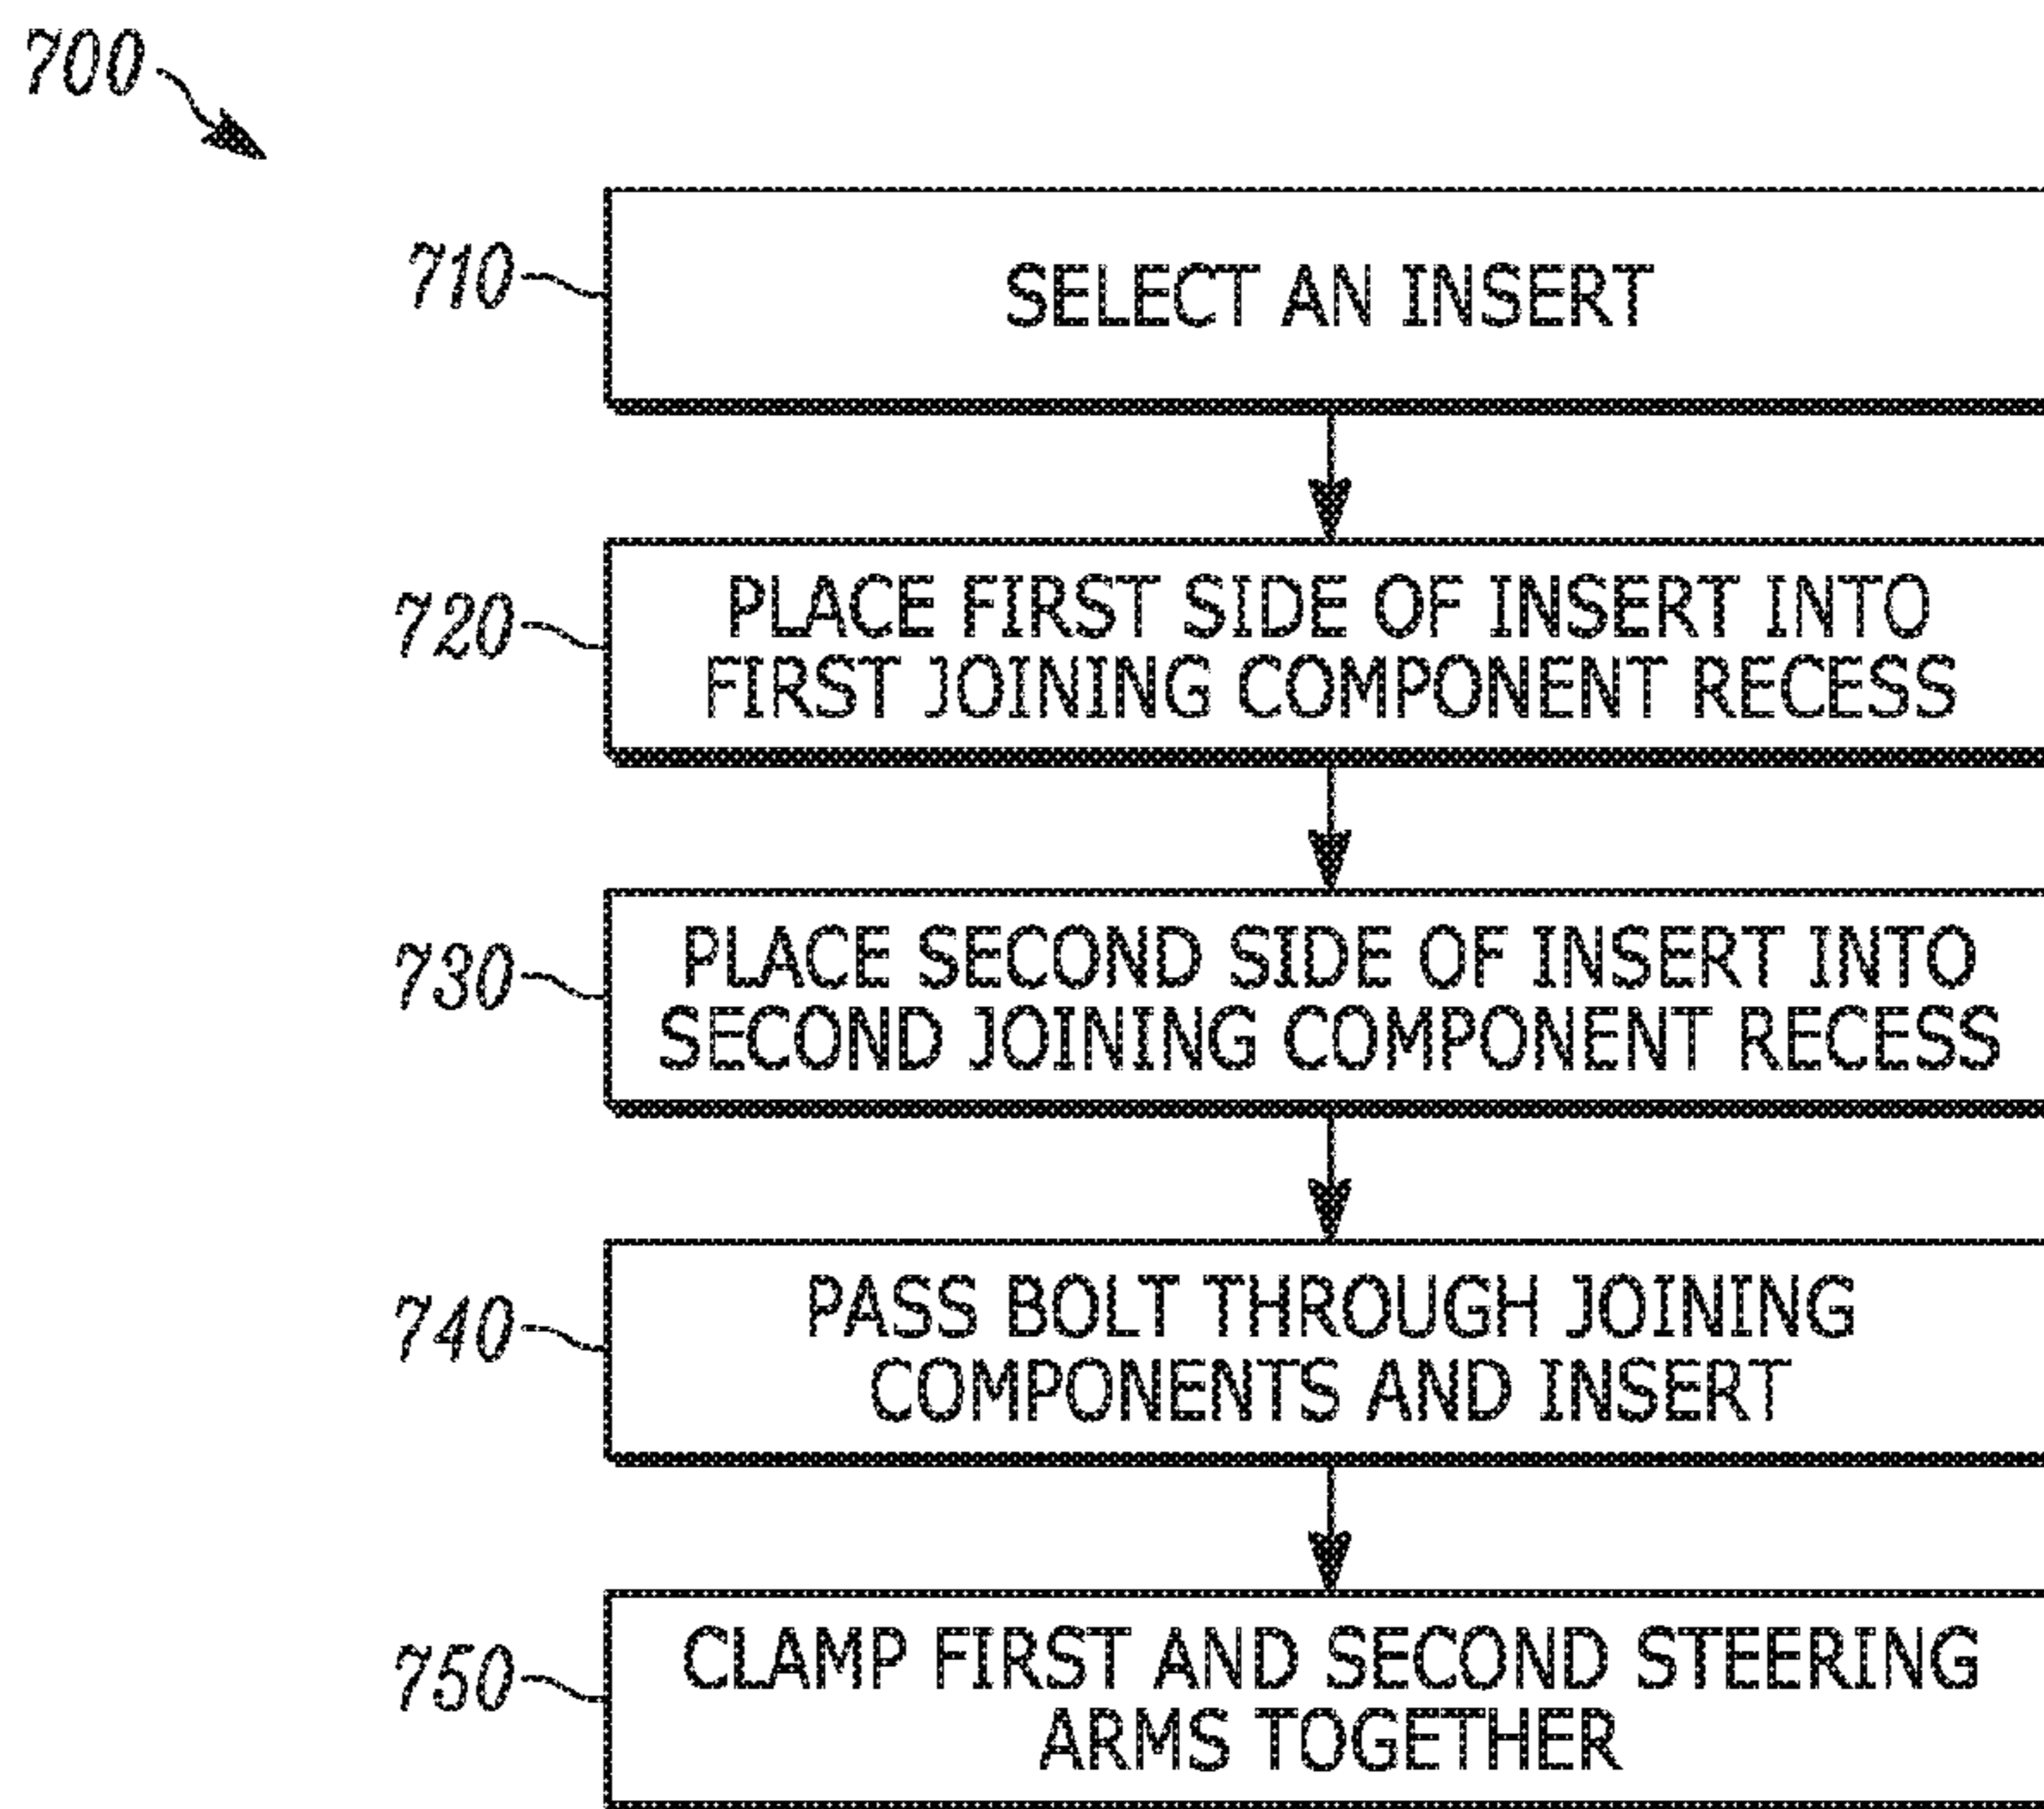 700
710
SELECT AN INSERT
720
PLACE FIRST SIDE OF INSERT INTO
FIRST JOINING COMPONENT RECESS
730
PLACE SECOND SIDE OF INSERT INTO
SECOND JOINING COMPONENT RECESS
740
PASS BOLT THROUGH JOINING
COMPONENTS AND INSERT
750
CLAMP FIRST AND SECOND STEERING
ARMS TOGETHER